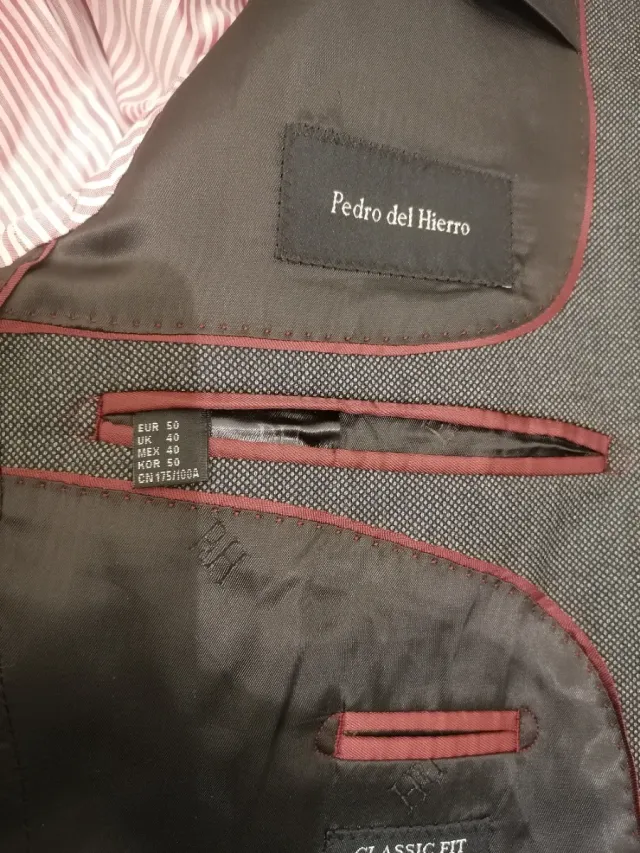 Pedro del Hierro
EUR 50
UK 40
MEX 40
KOR 50
CN 175/100A
CLASSIC FIT